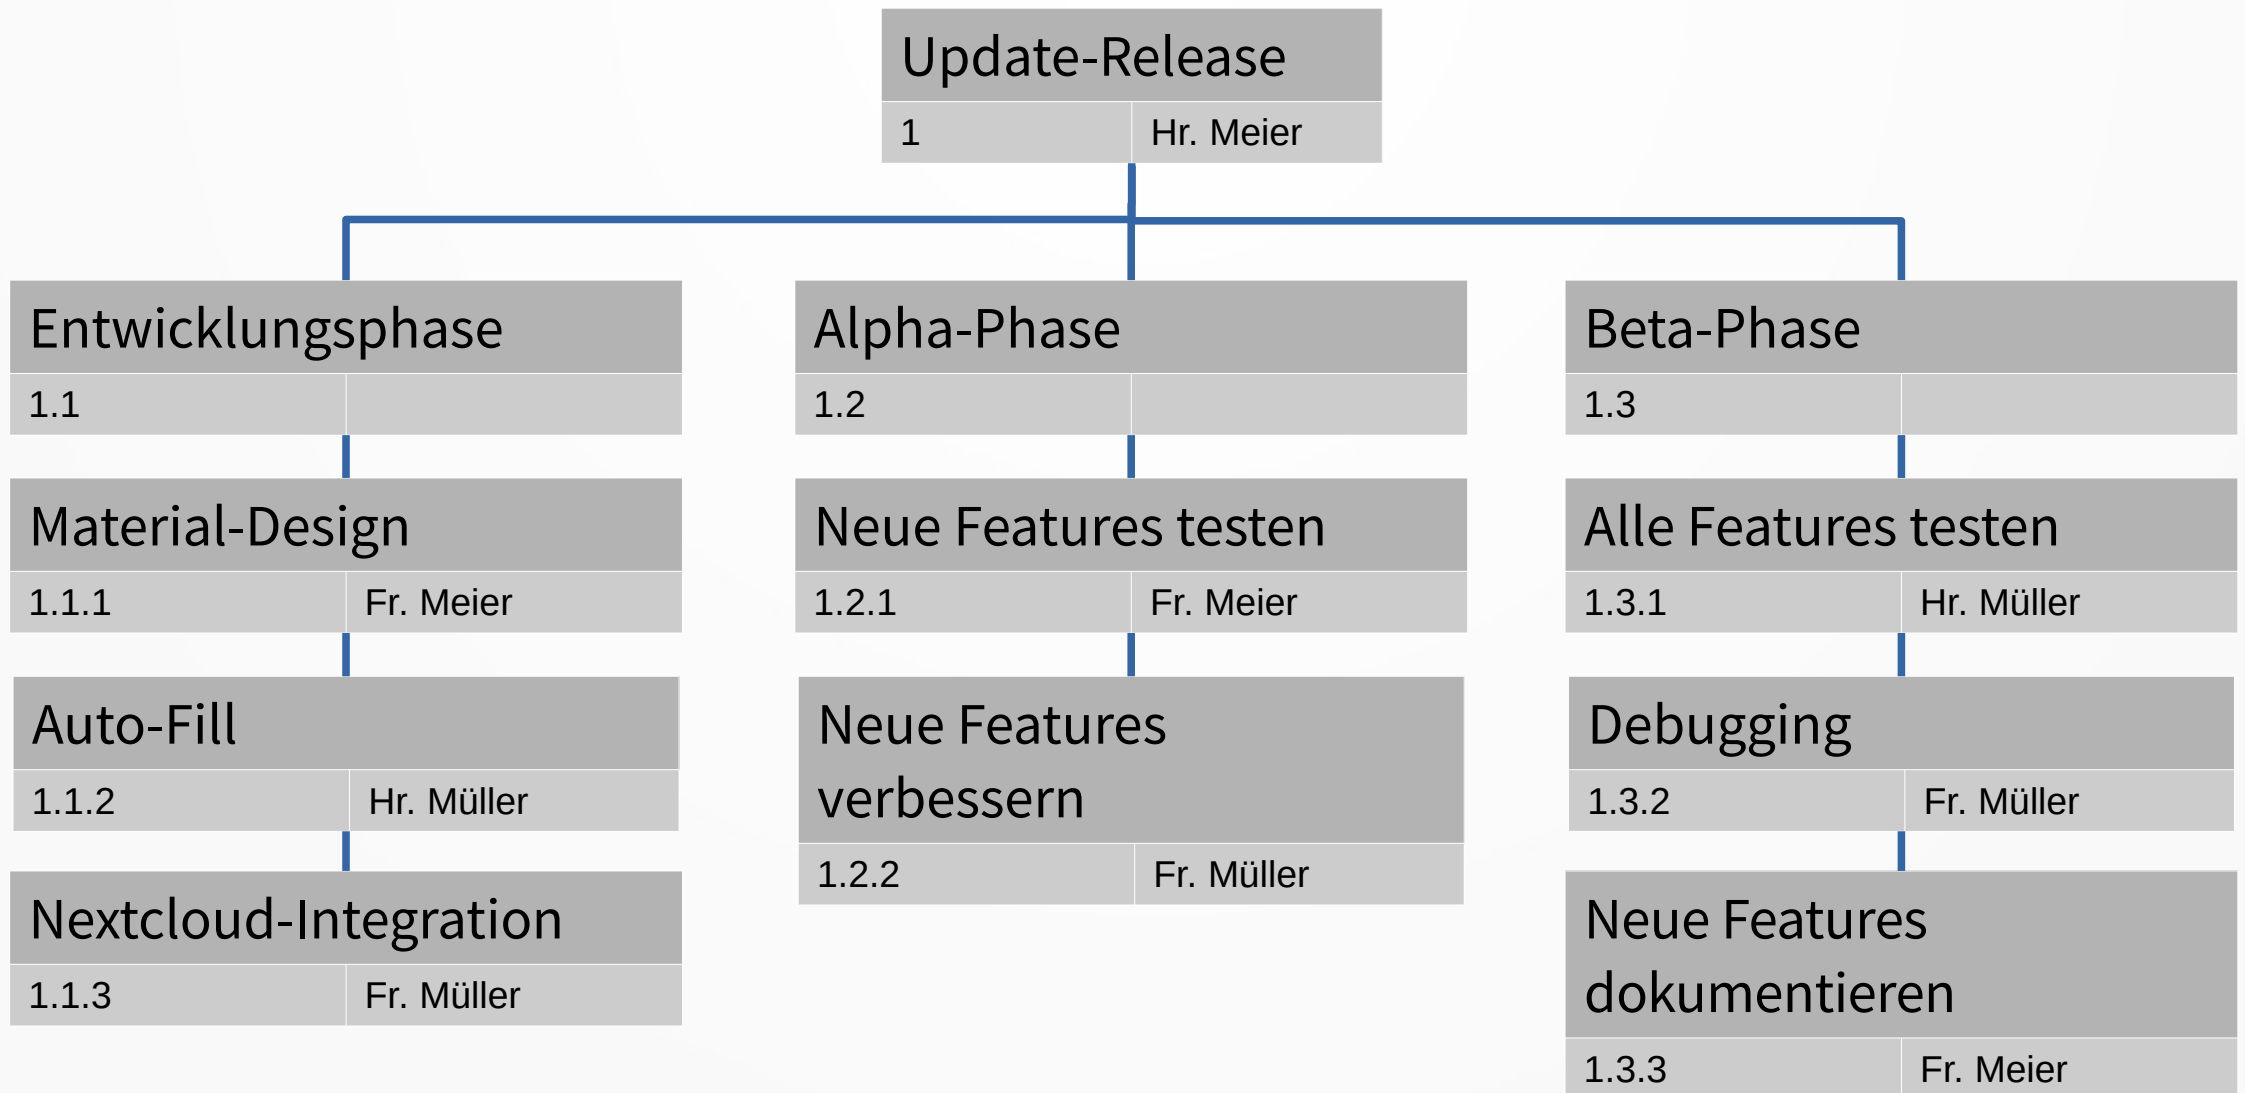 Update-Release
1 Hr. Meier
Entwicklungsphase
1.1
Material-Design
1.1.1 Fr. Meier
Auto-Fill
1.1.2 Hr. Müller
Nextcloud-Integration
1.1.3 Fr. Müller
Alpha-Phase
1.2
Neue Features testen
1.2.1 Fr. Meier
Neue Features
verbessern
1.2.2 Fr. Müller
Beta-Phase
1.3
Alle Features testen
1.3.1 Hr. Müller
Debugging
1.3.2 Fr. Müller
Neue Features
dokumentieren
1.3.3 Fr. Meier